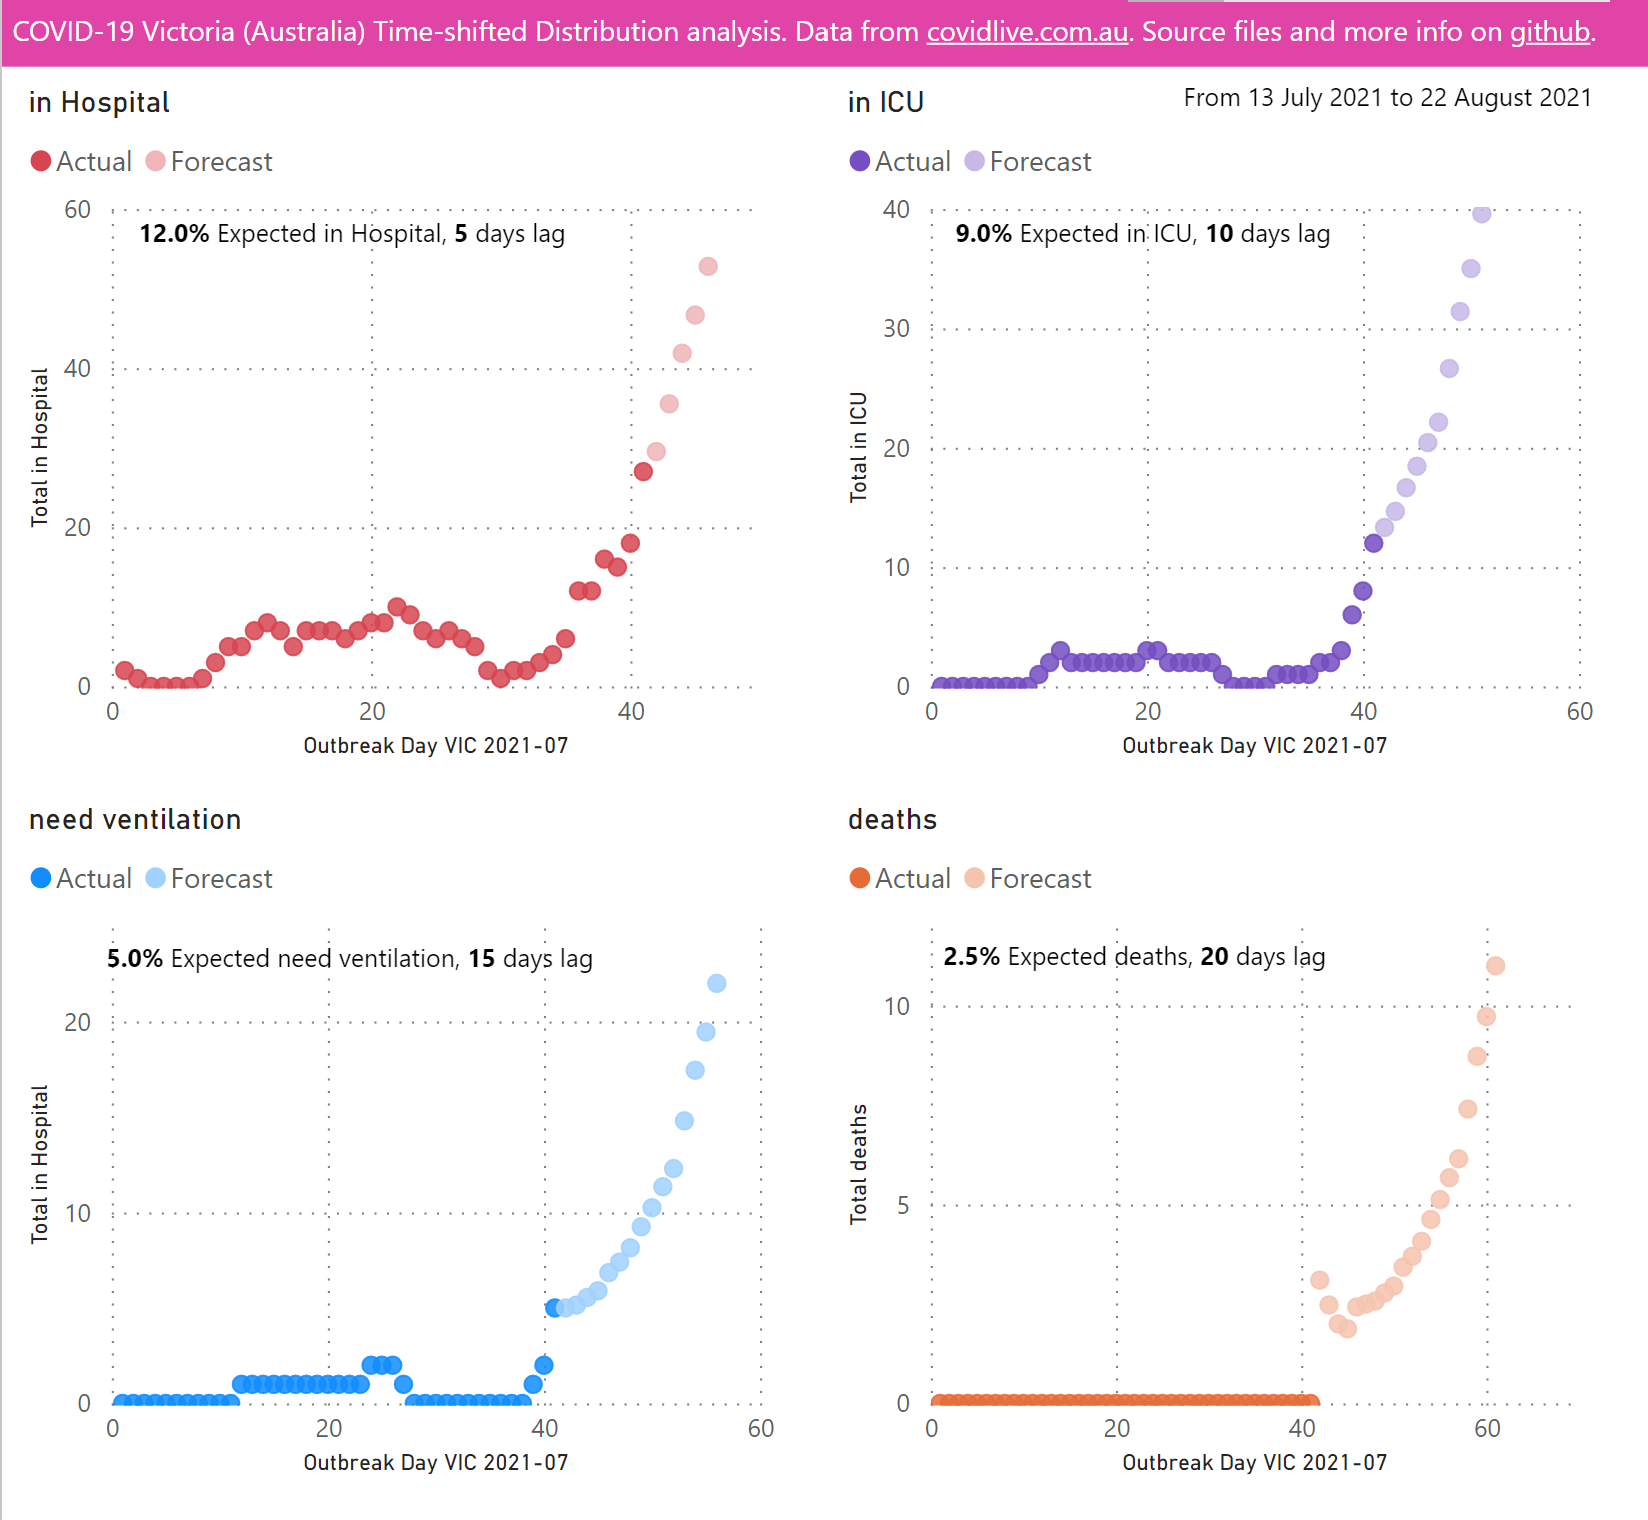 COVID-19 Victoria (Australia) Time-shifted Distribution analysis. Data from covidlive.com.au. Source files and more info on github.
in Hospital
Actual Forecast
60
12.0% Expected in Hospital, 5 days lag
40
20
0
Total in Hospital
0 20 40
Outbreak Day VIC 2021-07
in ICU
From 13 July 2021 to 22 August 2021
Actual Forecast
40
9.0% Expected in ICU, 10 days lag
30
20
10
0
Total in ICU
0 20 40 60
Outbreak Day VIC 2021-07
need ventilation
Actual Forecast
5.0% Expected need ventilation, 15 days lag
20
10
0
Total in Hospital
0 20 40 60
Outbreak Day VIC 2021-07
deaths
Actual Forecast
2.5% Expected deaths, 20 days lag
10
5
0
Total deaths
0 20 40 60
Outbreak Day VIC 2021-07